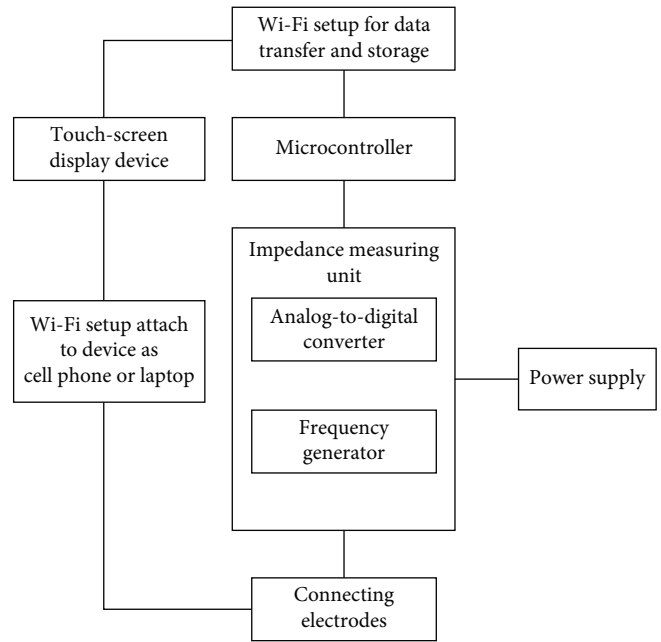 Wi-Fi setup for data
transfer and storage
Touch-screen
display device
Microcontroller
Impedance measuring
unit
Analog-to-digital
converter
Wi-Fi setup attach
to device as
cell phone or laptop
Power supply
Frequency
generator
Connecting
electrodes